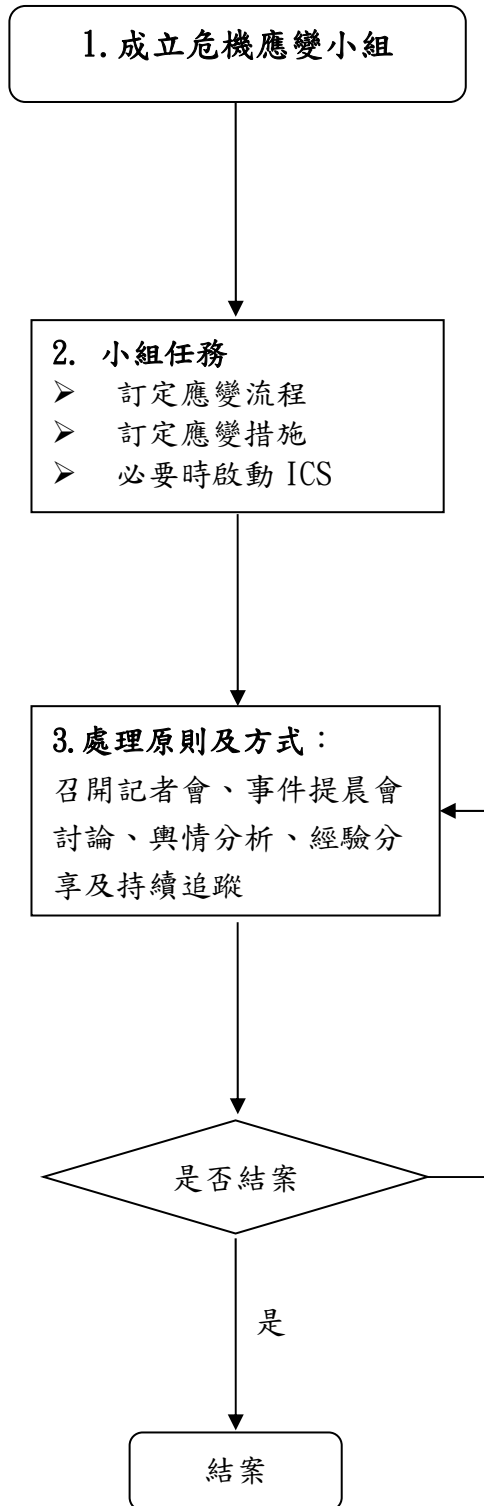 1.成立危機應變小組
2. 小組任務
➢ 訂定應變流程
➢ 訂定應變措施
➢ 必要時啟動 ICS
3.處理原則及方式：
召開記者會、事件提晨會
討論、輿情分析、經驗分
享及持續追蹤
是否結案
是
結案